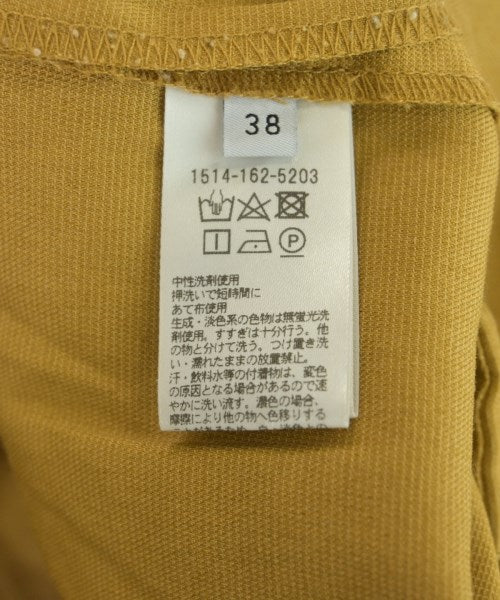 38
1514-162-5203
P
中性洗剤使用
押洗いで短時間に
あて布使用
生成・淡色系の色物は無蛍光洗
剤使用。すすぎは十分行う。他
の物と分けて洗う。つけ置き洗
い・濡れたままの放置禁止。
汗・飲料水等の付着物は、変色
の原因となる場合があるので速
やかに洗い流す。濃色の場合、
摩擦により他の物へ色移りする